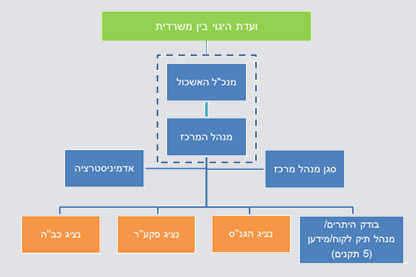 ועדת היגוי בין משרדית
מנכ"ל האשכול
מנהל המרכז
סגן מנהל מרכז
אדמיניסטרציה
בודק היתרים/
מנהל תיק לקוח/מידען
(5 תקנים)
נציג הגנ"ס
נציג פקע"ר
נציג כב"ה